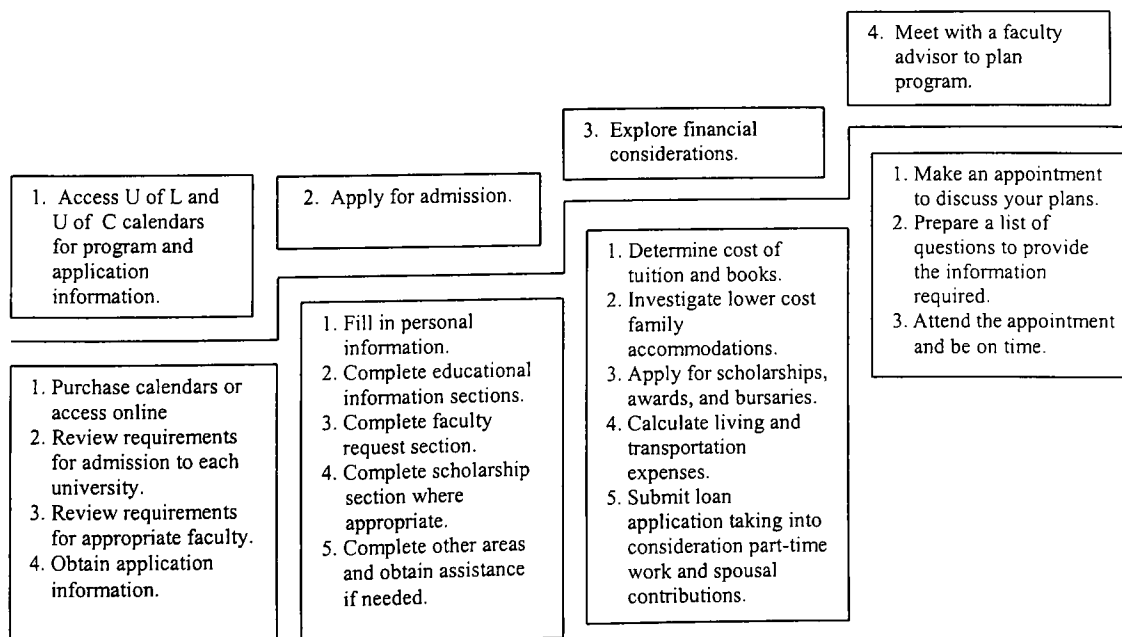 1. Access U of L and
U of C calendars
for program and
application
information.
1. Purchase calendars or
access online
2. Review requirements
for admission to each
university.
3. Review requirements
for appropriate faculty.
4. Obtain application
information.
2. Apply for admission.
1. Fill in personal
information.
2. Complete educational
information sections.
3. Complete faculty
request section.
4. Complete scholarship
section where
appropriate.
5. Complete other areas
and obtain assistance
if needed.
3. Explore financial
considerations.
1. Determine cost of
tuition and books.
2. Investigate lower cost
family
accommodations.
3. Apply for scholarships,
awards, and bursaries.
4. Calculate living and
transportation
expenses.
5. Submit loan
application taking into
consideration part-time
work and spousal
contributions.
4. Meet with a faculty
advisor to plan
program.
1. Make an appointment
to discuss your plans.
2. Prepare a list of
questions to provide
the information
required.
3. Attend the appointment
and be on time.